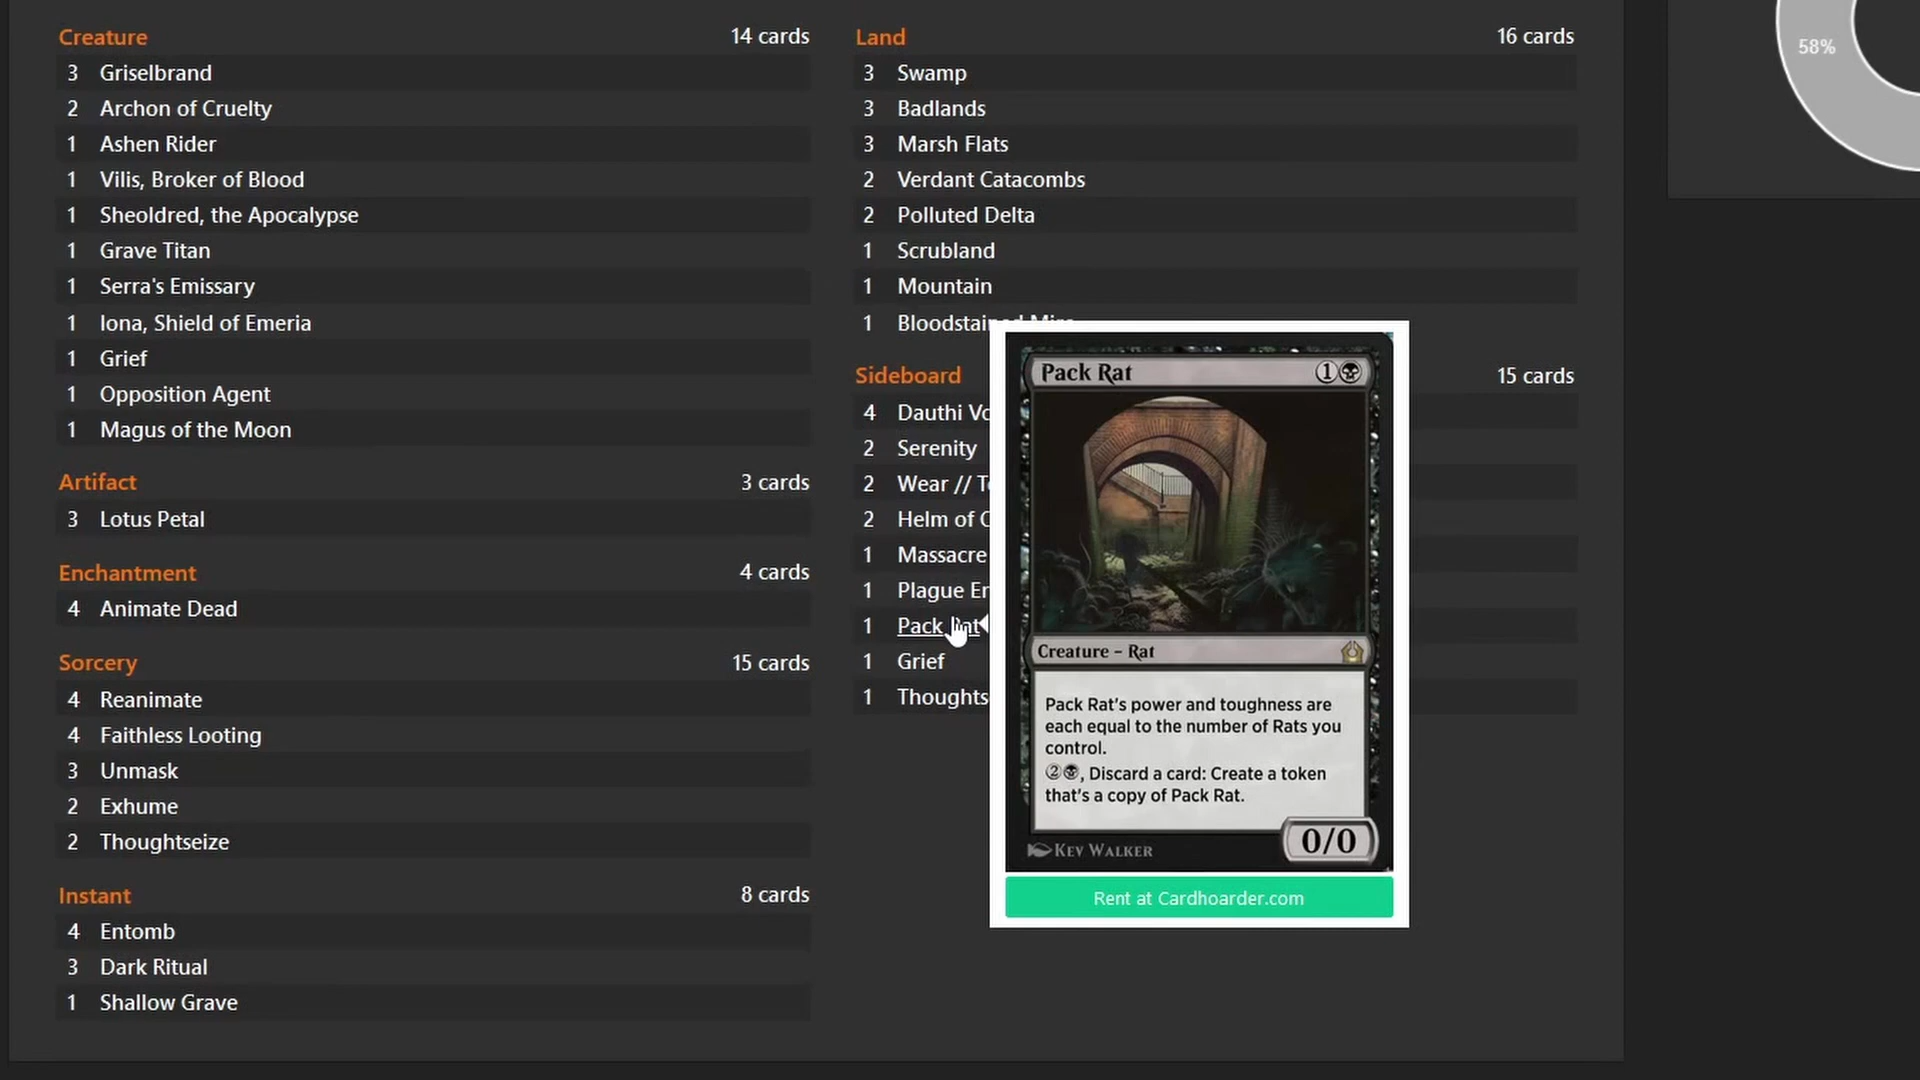 Creature 14 cards
3 Griselbrand
2 Archon of Cruelty
1 Ashen Rider
1 Vilis, Broker of Blood
1 Sheoldred, the Apocalypse
1 Grave Titan
1 Serra's Emissary
1 Iona, Shield of Emeria
1 Grief
1 Opposition Agent
1 Magus of the Moon
Artifact 3 cards
3 Lotus Petal
Enchantment 4 cards
4 Animate Dead
Sorcery 15 cards
4 Reanimate
4 Faithless Looting
3 Unmask
2 Exhume
2 Thoughtseize
Instant 8 cards
4 Entomb
3 Dark Ritual
1 Shallow Grave
Land 16 cards
3 Swamp
3 Badlands
3 Marsh Flats
2 Verdant Catacombs
2 Polluted Delta
1 Scrubland
1 Mountain
1
Sideboard 15 cards
4 Dauthi
2 Serenity
2 Wear //
2 Helm of
1 Massacre
1 Plague
1 Pack
1 Grief
1
Pack Rat 1
Creature – Rat
Pack Rat's power and toughness are
each equal to the number of Rats you
control.
2, Discard a card: Create a token
that's a copy of Pack Rat.
0/0
KEV WALKER
Rent at Cardhoarder.com
58%